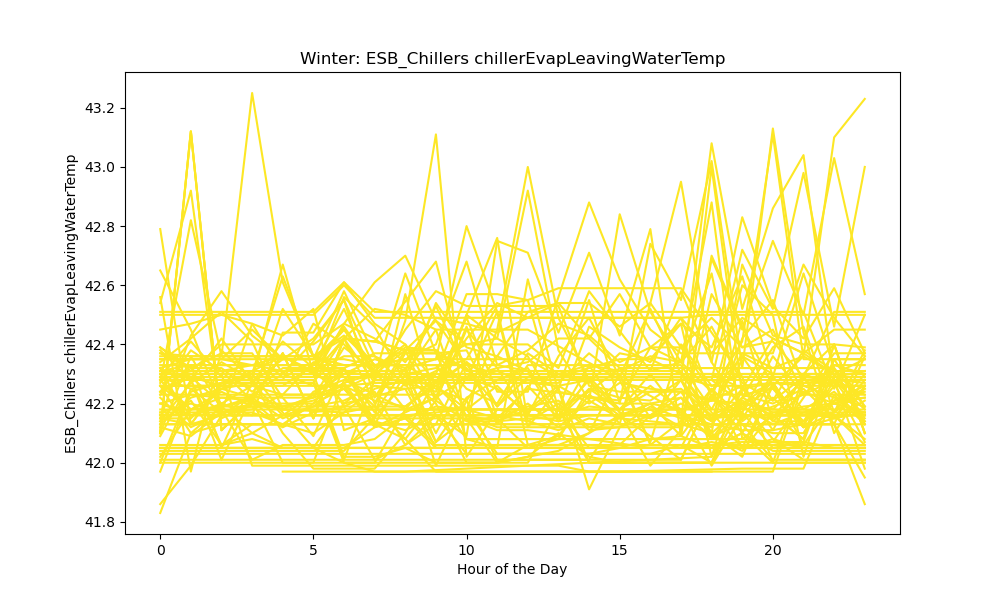 Winter: ESB_Chillers chillerEvapLeavingWaterTemp
ESB_Chillers chillerEvapLeavingWaterTemp
43.2
43.0
42.8
42.6
42.4
42.2
42.0
41.8
0 5 10 15 20
Hour of the Day